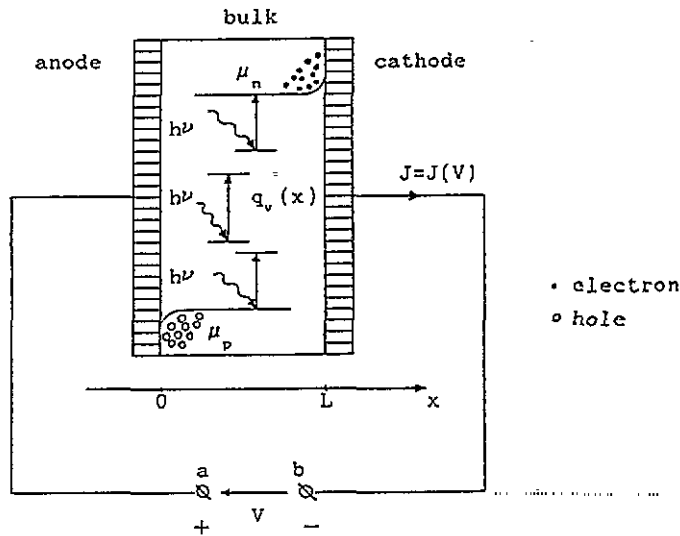 bulk
anode
cathode
μn
hν
hν
qv(x)
J=J(V)
hν
• electron
o hole
μp
0
L
x
a
b
V
+
−